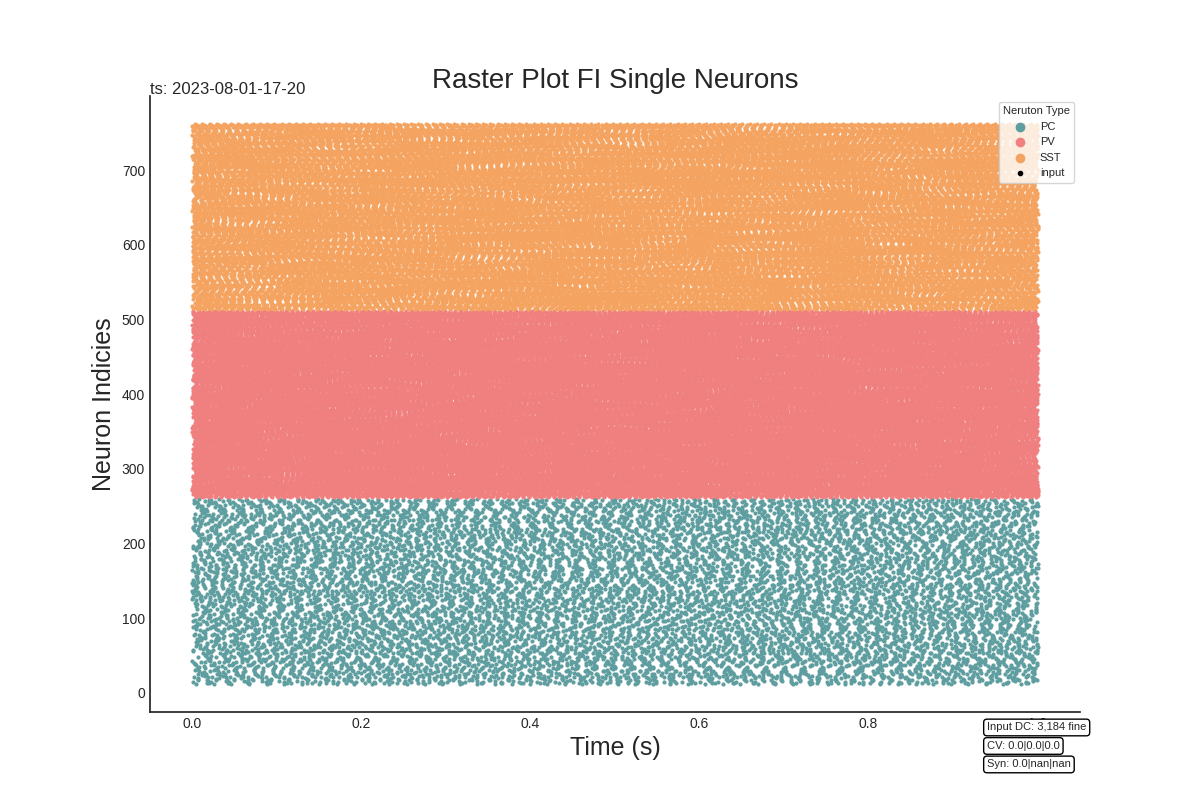 Raster Plot FI Single Neurons
ts: 2023-08-01-17-20
Neruton Type
PC
PV
SST
input
Neuron Indicies
700
600
500
400
300
200
100
0
0.0 0.2 0.4 0.6 0.8
Time (s)
Input DC: 3,184 fine
CV: 0.0|0.0|0.0
Syn: 0.0|nan|nan